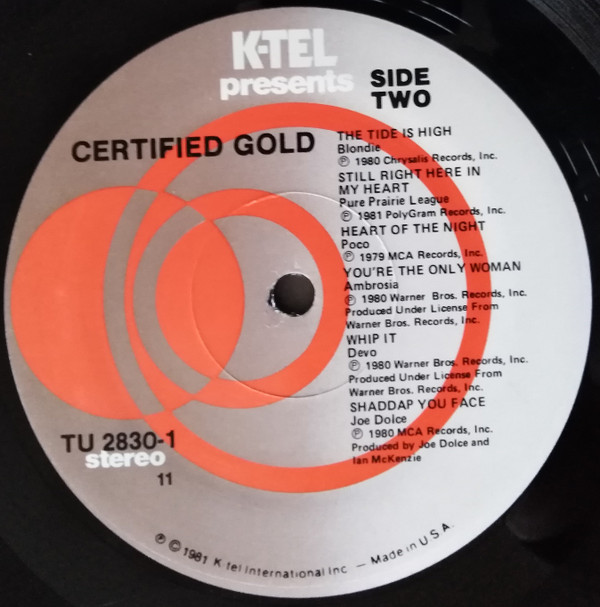 K-TEL
presents
SIDE
TWO
CERTIFIED GOLD
THE TIDE IS HIGH
Blondie
℗ 1980 Chrysalis Records, Inc.
STILL RIGHT HERE IN
MY HEART
Pure Prairie League
℗ 1981 PolyGram Records, Inc.
HEART OF THE NIGHT
Poco
℗ 1979 MCA Records, Inc.
YOU'RE THE ONLY WOMAN
Ambrosia
℗ 1980 Warner Bros. Records, Inc.
Produced Under License From
Warner Bros. Records, Inc.
WHIP IT
Devo
℗ 1980 Warner Bros. Records, Inc.
Produced Under License From
Warner Bros. Records, Inc.
SHADDAP YOU FACE
Joe Dolce
℗ 1980 MCA Records, Inc.
Produced by Joe Dolce and
Ian McKenzie
TU 2830-1
stereo
11
℗ © 1981 K tel International Inc — Made in U.S.A.